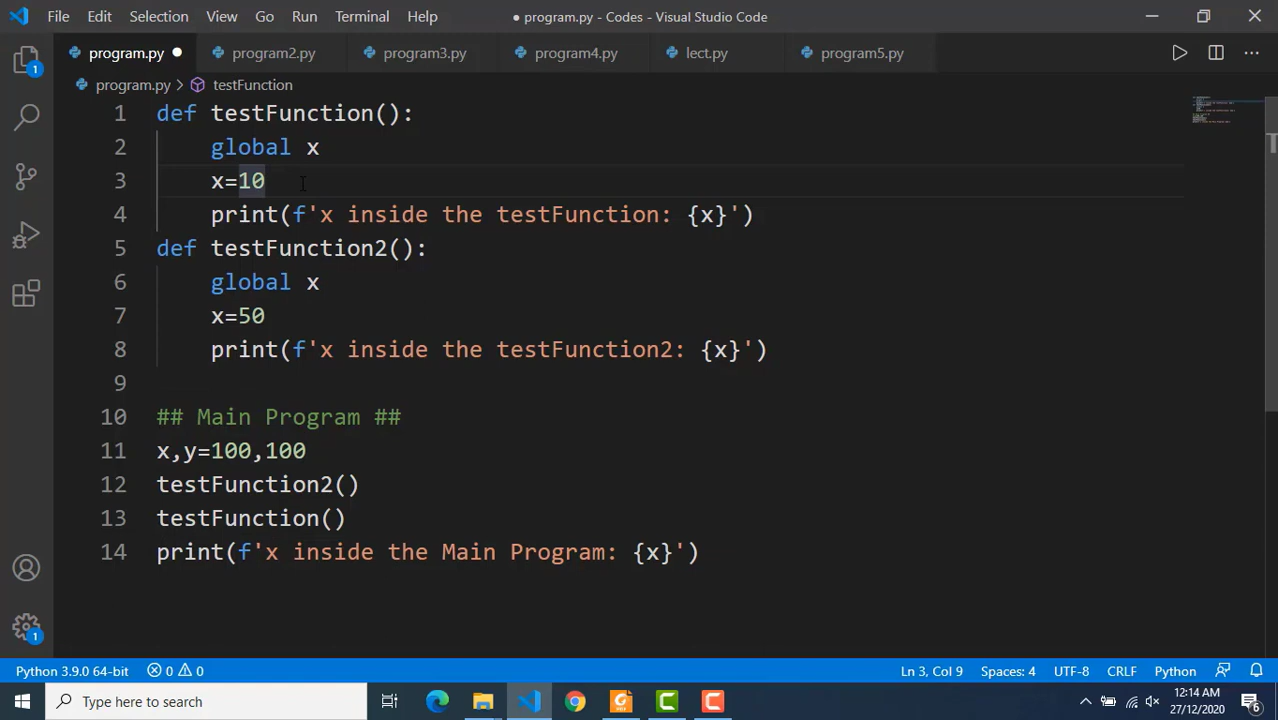 File Edit Selection View Go Run Terminal Help ● program.py - Codes - Visual Studio Code
program.py ● program2.py program3.py program4.py lect.py program5.py
program.py > testFunction
1 def testFunction():
2 global x
3 x=10
4 print(f'x inside the testFunction: {x}')
5 def testFunction2():
6 global x
7 x=50
8 print(f'x inside the testFunction2: {x}')
9
10 ## Main Program ##
11 x,y=100,100
12 testFunction2()
13 testFunction()
14 print(f'x inside the Main Program: {x}')
1
1
Python 3.9.0 64-bit 0 0 Ln 3, Col 9 Spaces: 4 UTF-8 CRLF Python
Type here to search
12:14 AM
27/12/2020
6